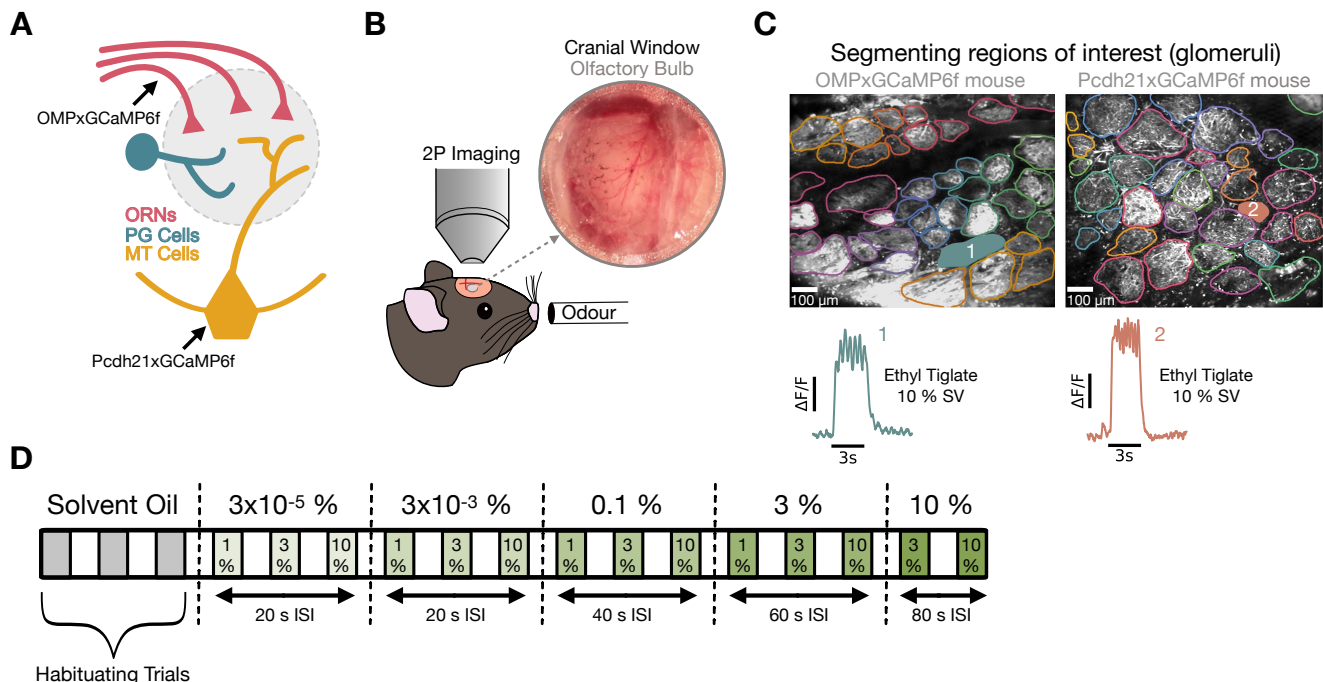 A
OMPxGCaMP6f
ORNs
PG Cells
MT Cells
Pcdh21xGCaMP6f
B
Cranial Window
Olfactory Bulb
2P Imaging
Odour
C
Segmenting regions of interest (glomeruli)
OMPxGCaMP6f mouse
Pcdh21xGCaMP6f mouse
1
100 µm
2
100 µm
1
ΔF/F
Ethyl Tiglate
10 % SV
3s
2
ΔF/F
Ethyl Tiglate
10 % SV
3s
D
Solvent Oil
3x10⁻⁵ %
3x10⁻³ %
0.1 %
3 %
10 %
1 3 10 1 3 10 1 3 10 1 3 10 3 10
% % % % % % % % % % % % % %
20 s ISI
20 s ISI
40 s ISI
60 s ISI
80 s ISI
Habituating Trials